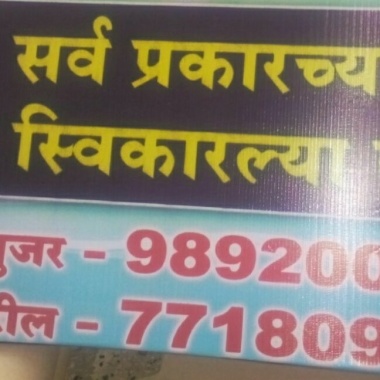 सर्व प्रकारच्या
स्विकारल्या
गुजर - 989200
रील - 771809